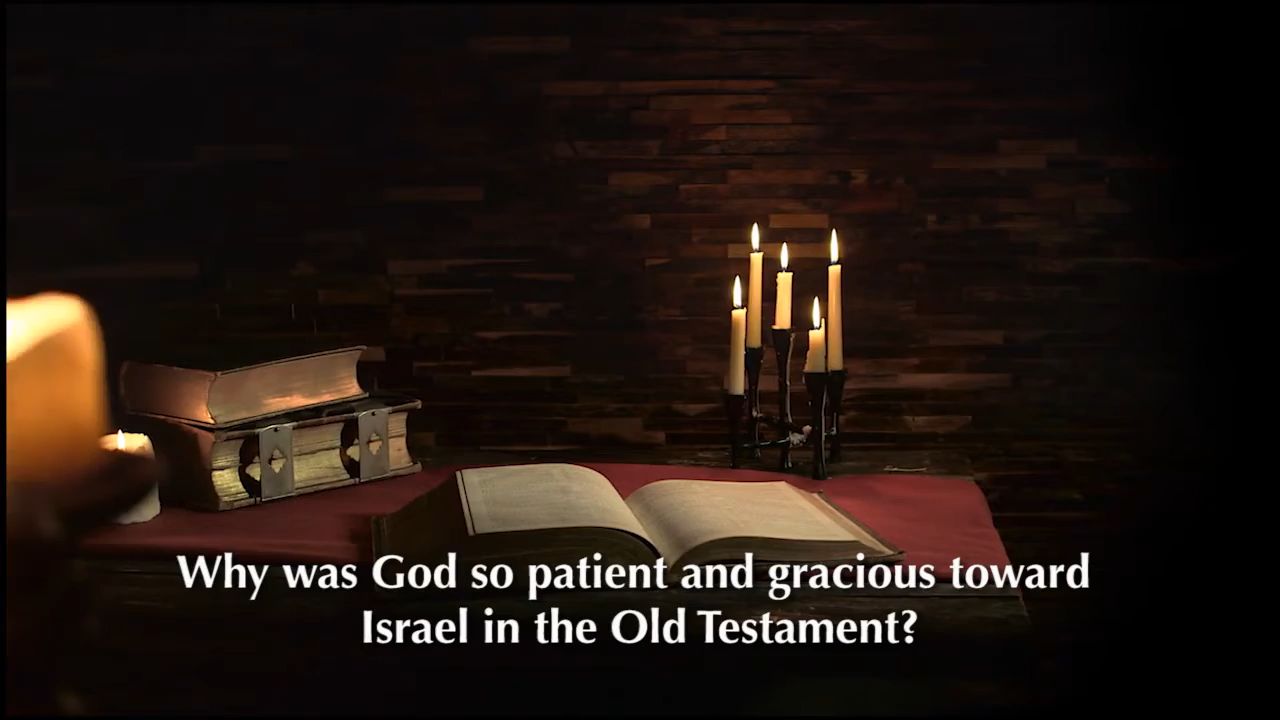 Why was God so patient and gracious toward
Israel in the Old Testament?